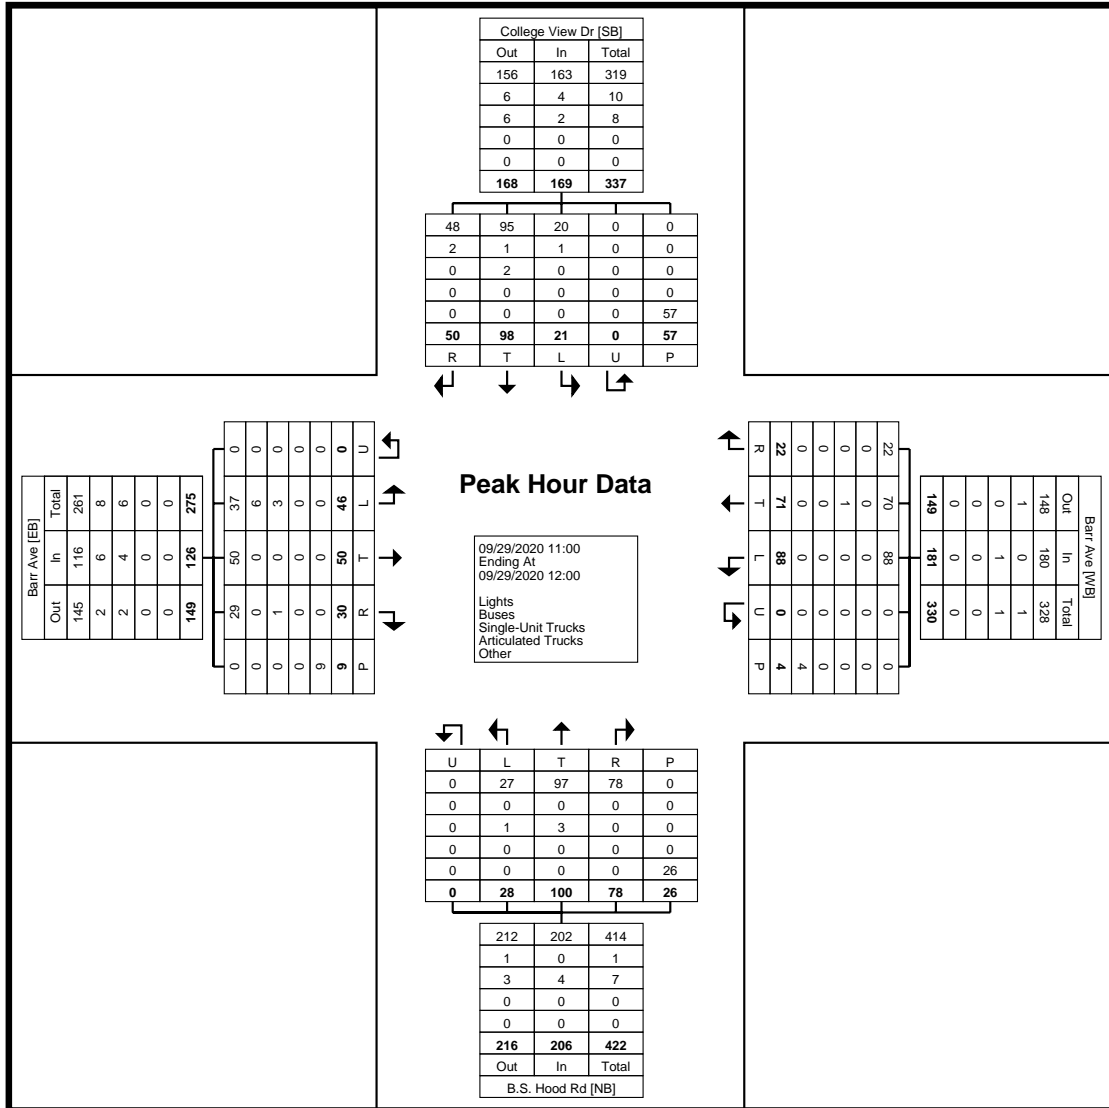 College View Dr [SB]
Out In Total
156 163 319
6 4 10
6 2 8
0 0 0
0 0 0
168 169 337
48 95 20 0 0
2 1 1 0 0
0 2 0 0 0
0 0 0 0 0
0 0 0 0 57
50 98 21 0 57
R T L U P
Barr Ave [EB]
Total In Out
261 116 145
8 6 2
6 4 2
0 0 0
0 0 0
275 126 149
0 37 50 29 0
0 6 0 0 0
0 3 0 1 0
0 0 0 0 0
0 0 0 0 9
0 46 50 30 9
U L T R P
Peak Hour Data
09/29/2020 11:00
Ending At
09/29/2020 12:00
Lights
Buses
Single-Unit Trucks
Articulated Trucks
Other
Barr Ave [WB]
Out In Total
148 180 328
1 0 1
0 1 1
0 0 0
0 0 0
149 181 330
22 70 88 0 0
0 0 0 0 0
0 1 0 0 0
0 0 0 0 0
0 0 0 0 4
22 71 88 0 4
R T L U P
U L T R P
0 27 97 78 0
0 0 0 0 0
0 1 3 0 0
0 0 0 0 0
0 0 0 0 26
0 28 100 78 26
212 202 414
1 0 1
3 4 7
0 0 0
0 0 0
216 206 422
Out In Total
B.S. Hood Rd [NB]